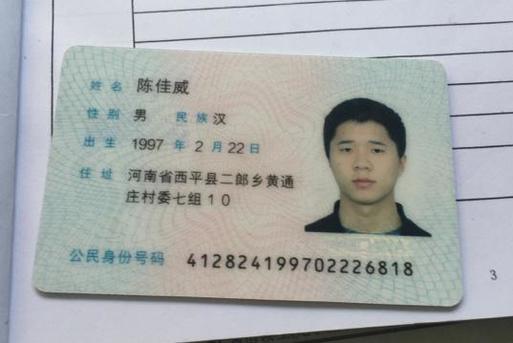 姓名 陈佳威
性别 男 民族 汉
出生 1997 年 2 月 22 日
住址 河南省西平县二郎乡黄通
庄村委七组10
公民身份号码 412824199702226818
3